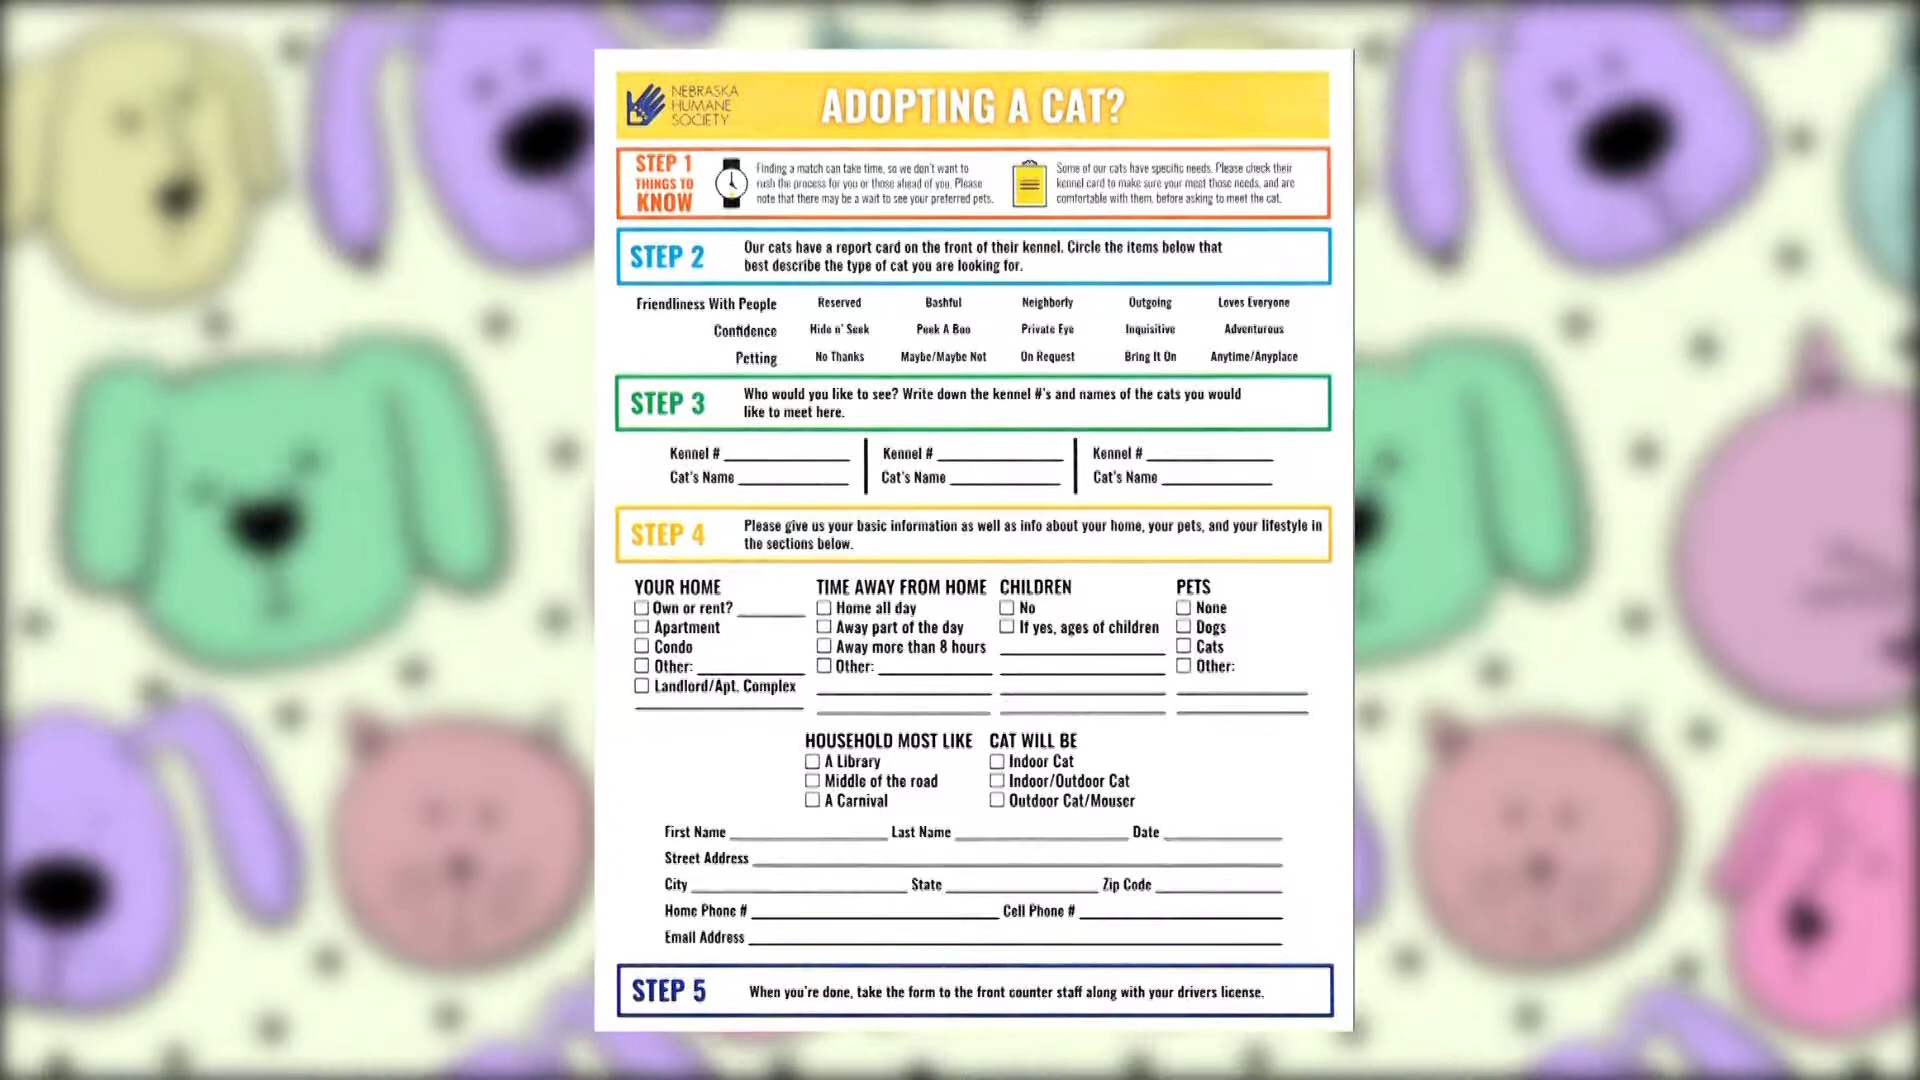 NEBRASKA
HUMANE
SOCIETY
ADOPTING A CAT?
STEP 1
THINGS TO
KNOW
Finding a match can take time, so we don't want to
rush the process for you or those ahead of you. Please
note that there may be a wait to see your preferred pets.
Some of our cats have specific needs. Please check their
kennel card to make sure your meet those needs, and are
comfortable with them, before asking to meet the cat.
STEP 2
Our cats have a report card on the front of their kennel. Circle the items below that
best describe the type of cat you are looking for.
Friendliness With People Reserved Bashful Neighborly Outgoing Loves Everyone
Confidence Hide n' Seek Peek A Boo Private Eye Inquisitive Adventurous
Petting No Thanks Maybe/Maybe Not On Request Bring It On Anytime/Anyplace
STEP 3
Who would you like to see? Write down the kennel #'s and names of the cats you would
like to meet here.
Kennel # Kennel # Kennel #
Cat's Name Cat's Name Cat's Name
STEP 4
Please give us your basic information as well as info about your home, your pets, and your lifestyle in
the sections below.
YOUR HOME
Own or rent?
Apartment
Condo
Other:
Landlord/Apt. Complex
TIME AWAY FROM HOME
Home all day
Away part of the day
Away more than 8 hours
Other:
CHILDREN
No
If yes, ages of children
PETS
None
Dogs
Cats
Other:
HOUSEHOLD MOST LIKE
A Library
Middle of the road
A Carnival
CAT WILL BE
Indoor Cat
Indoor/Outdoor Cat
Outdoor Cat/Mouser
First Name Last Name Date
Street Address
City State Zip Code
Home Phone # Cell Phone #
Email Address
STEP 5
When you're done, take the form to the front counter staff along with your drivers license.